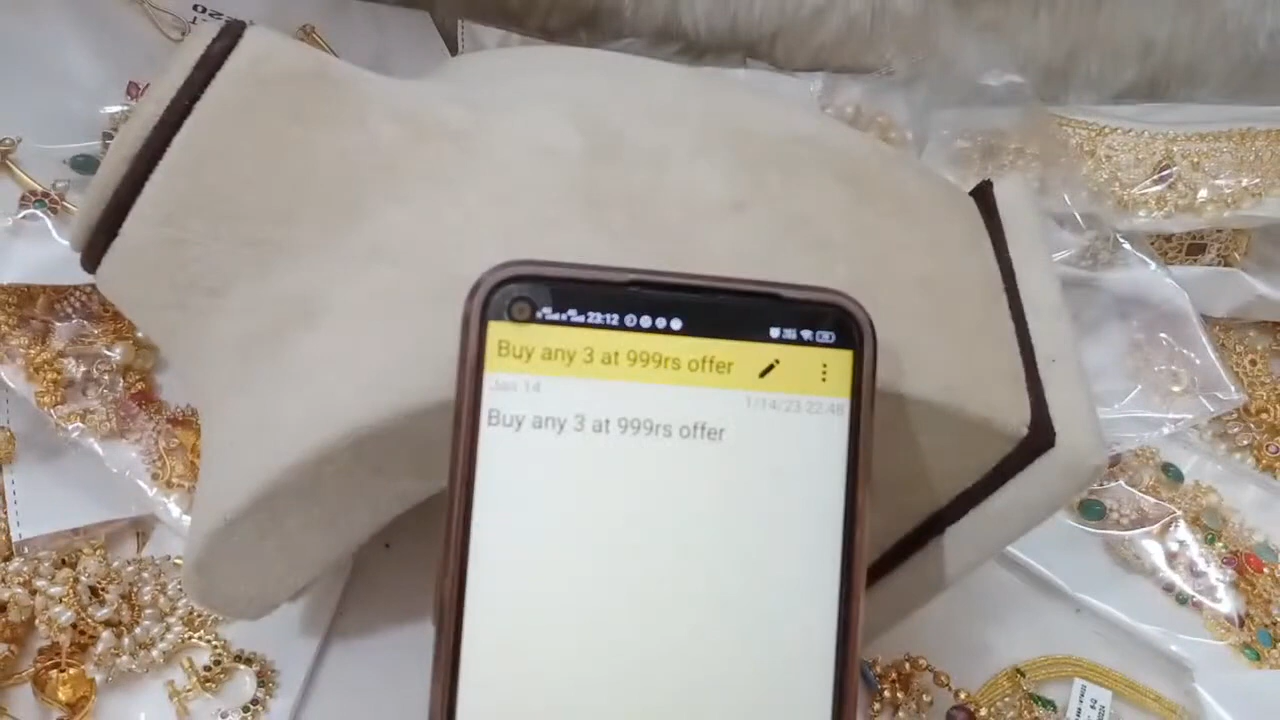 23:12
Buy any 3 at 999rs offer
Jan 14
1/14/23 22:48
Buy any 3 at 999rs offer